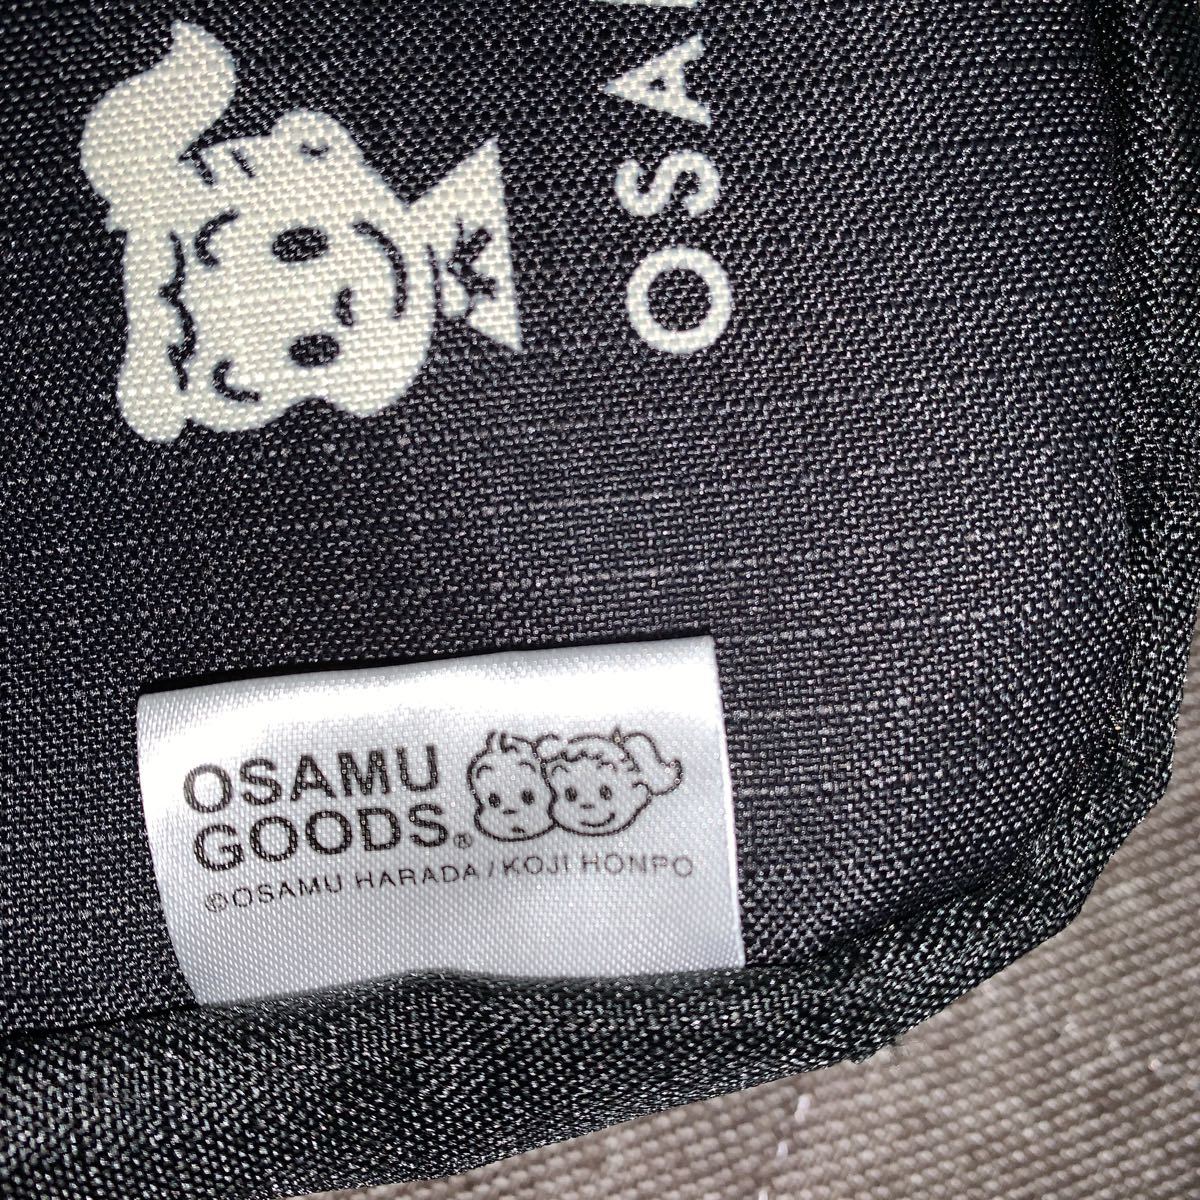 OSA
OSAMU
GOODS®
©OSAMU HARADA / KOJI HONPO